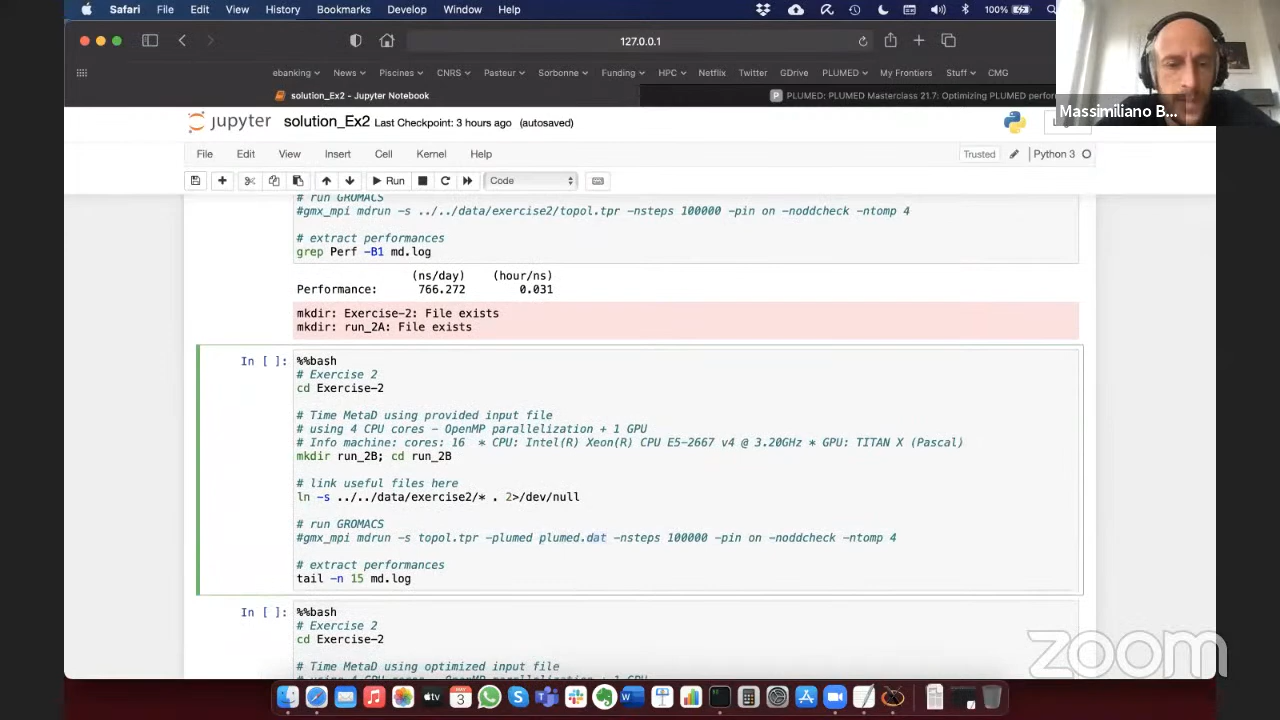 Safari File Edit View History Bookmarks Develop Window Help 100%
127.0.0.1
ebanking News Piscines CNRS Pasteur Sorbonne Funding HPC Netflix Twitter GDrive PLUMED My Frontiers Stuff CMG
solution_Ex2 - Jupyter Notebook
PLUMED: PLUMED Masterclass 21.7: Optimizing PLUMED perfor
Massimiliano B...
jupyter solution_Ex2 Last Checkpoint: 3 hours ago (autosaved)
File Edit View Insert Cell Kernel Help Trusted Python 3
Run Code
# run GROMACS
#gmx_mpi mdrun -s ../../data/exercise2/topol.tpr -nsteps 100000 -pin on -noddcheck -ntomp 4
# extract performances
grep Perf -B1 md.log
(ns/day) (hour/ns)
Performance: 766.272 0.031
mkdir: Exercise-2: File exists
mkdir: run_2A: File exists
In [ ]: %%bash
# Exercise 2
cd Exercise-2
# Time MetaD using provided input file
# using 4 CPU cores - OpenMP parallelization + 1 GPU
# Info machine: cores: 16 * CPU: Intel(R) Xeon(R) CPU E5-2667 v4 @ 3.20GHz * GPU: TITAN X (Pascal)
mkdir run_2B; cd run_2B
# link useful files here
ln -s ../../data/exercise2/* . 2>/dev/null
# run GROMACS
#gmx_mpi mdrun -s topol.tpr -plumed plumed.dat -nsteps 100000 -pin on -noddcheck -ntomp 4
# extract performances
tail -n 15 md.log
In [ ]: %%bash
# Exercise 2
cd Exercise-2
# Time MetaD using optimized input file
# using 4 CPU cores - OpenMP parallelization + 1 GPU
zoom